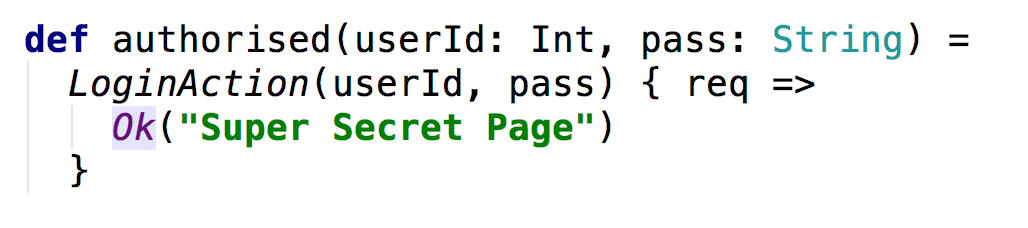 def authorised(userId: Int, pass: String) =
LoginAction(userId, pass) { req =>
Ok("Super Secret Page")
}